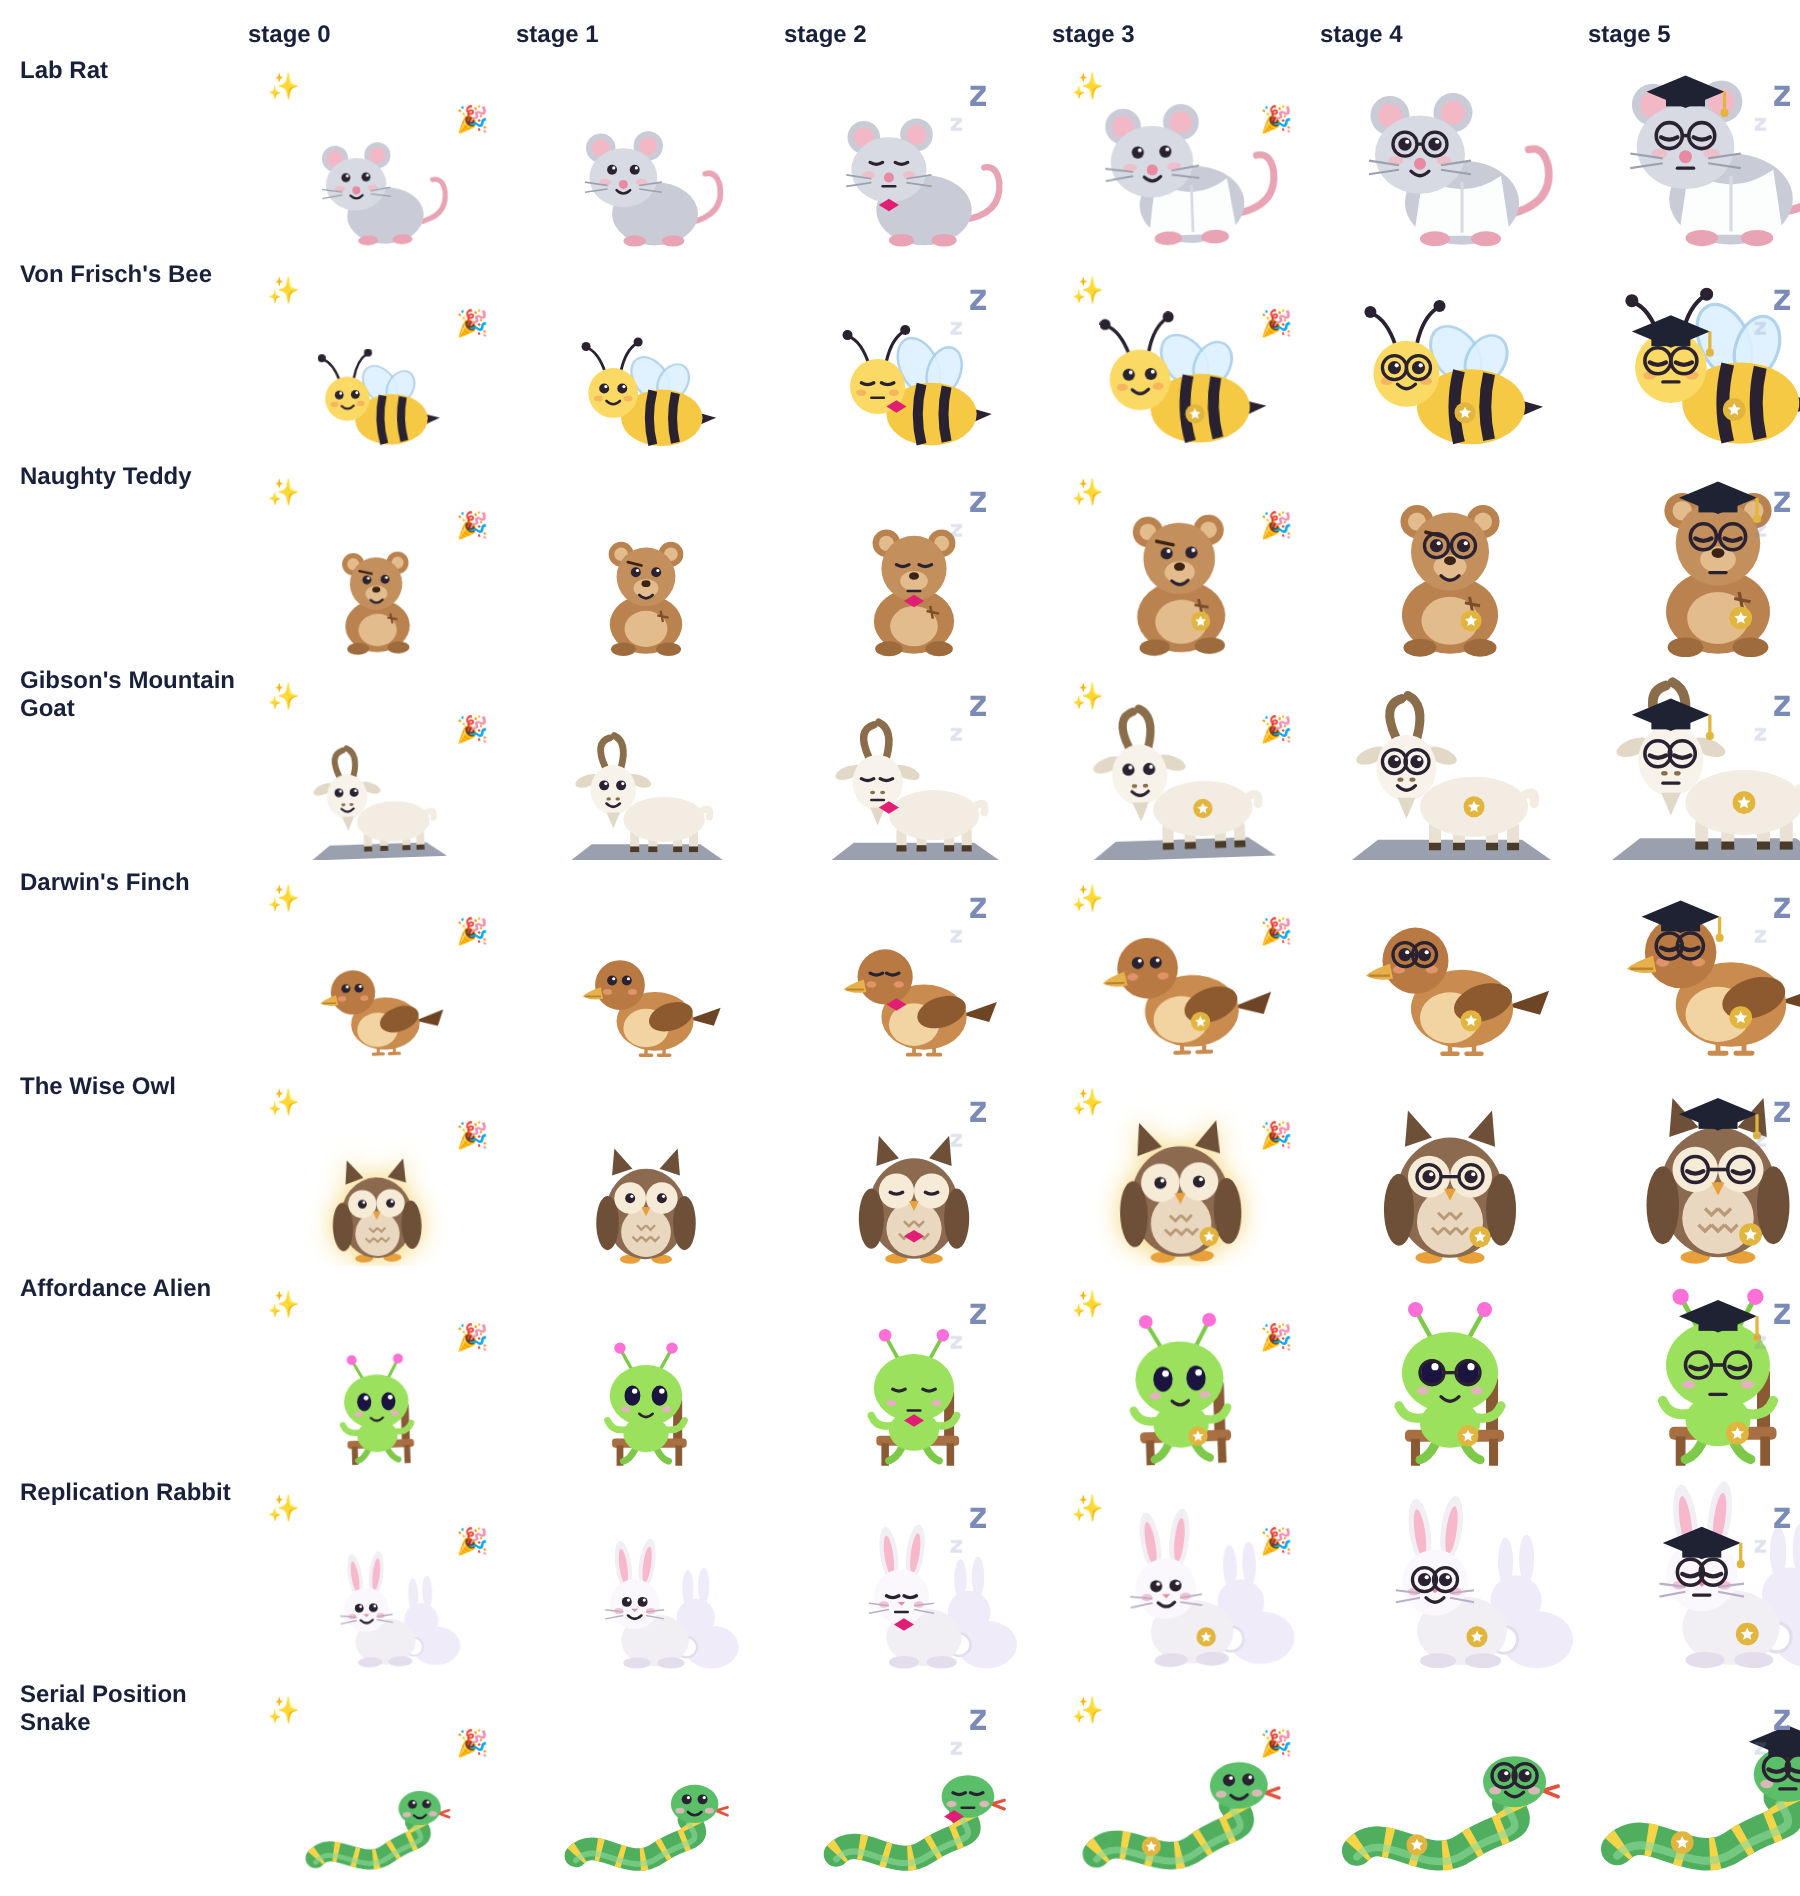 stage 0 stage 1 stage 2 stage 3 stage 4 stage 5
Lab Rat
Z Z
z z
Von Frisch's Bee
Z Z
z z
Naughty Teddy
Z Z
z
Gibson's Mountain
Goat
Z Z
z z
Darwin's Finch
Z Z
z z
The Wise Owl
Z Z
z
Affordance Alien
Z Z
z z
Replication Rabbit
Z Z
z z
Serial Position
Snake
Z Z
z